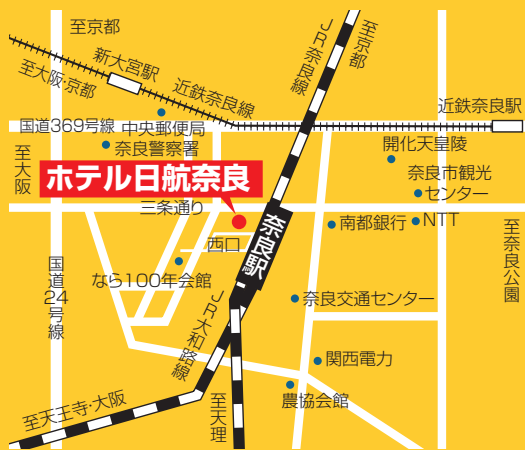 至京都
至京都
新大宮駅
至大阪・京都
JR奈良線
近鉄奈良線
近鉄奈良駅
国道369号線
中央郵便局
奈良警察署
開化天皇陵
至大阪
奈良市観光
センター
ホテル日航奈良
三条通り
西口
奈良駅
南都銀行
NTT
至奈良公園
国道24号線
なら100年会館
奈良交通センター
JR大和路線
関西電力
至天王寺・大阪
至天理
農協会館